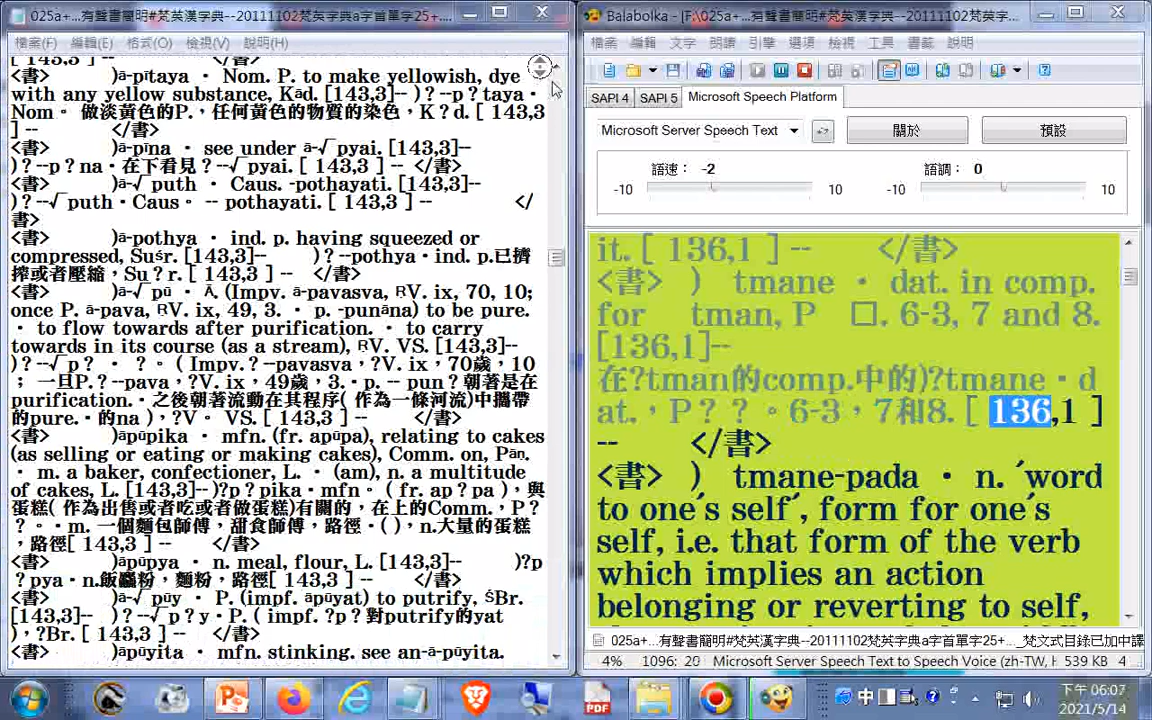 025a+...有聲書簡明#梵英漢字典--20111102梵英字典a字首單字25+...
檔案(F) 編輯(E) 格式(O) 檢視(V) 說明(H)
[143,3]-- </書>
<書> )ā-pītaya · Nom. P. to make yellowish, dye
with any yellow substance, Kād. [143,3]-- )?--p?taya·
Nom。 做淡黃色的P.,任何黃色的物質的染色,K?d. [ 143,3
] -- </書>
<書> )ā-pīna · see under ā-√pyai. [143,3]--
)?--p?na·在下看見?--√pyai. [ 143,3 ] -- </書>
<書> )ā-√puth · Caus. -pothayati. [143,3]--
)?-√puth·Caus。 -- pothayati. [ 143,3 ] -- </
書>
<書> )ā-pothya · ind. p. having squeezed or
compressed, Suśr. [143,3]-- )?--pothya·ind. p.已擠
搾或者壓縮,Su?r. [ 143,3 ] -- </書>
<書> )ā-√pū · Ā. (Impv. ā-pavasva, ṚV. ix, 70, 10;
once P. ā-pava, ṚV. ix, 49, 3. · p. -punāna) to be pure.
· to flow towards after purification. · to carry
towards in its course (as a stream), ṚV. VS. [143,3]--
)?--√p? · ?。( Impv.?--pavasva,?V. ix,70歲,10
; 一旦P.?--pava,?V. ix,49歲,3.·p. -- pun?朝著是在
purification.·之後朝著流動在其程序( 作為一條河流)中攜帶
的pure.·的na),?V。 VS. [ 143,3 ] -- </書>
<書> )āpūpika · mfn. (fr. apūpa), relating to cakes
(as selling or eating or making cakes), Comm. on, Pāṇ.
· m. a baker, confectioner, L. · (am), n. a multitude
of cakes, L. [143,3]--)?p?pika·mfn。( fr. ap?pa ),與
蛋糕( 作為出售或者吃或者做蛋糕)有關的,在上的Comm.,P?
?。·m. 一個麵包師傅,甜食師傅,路徑·( ),n.大量的蛋糕
,路徑[ 143,3 ] -- </書>
<書> )āpūpya · n. meal, flour, L. [143,3]-- )?p
?pya·n.飯麤粉,麵粉,路徑[ 143,3 ] -- </書>
<書> )ā-√pūy · P. (impf. āpūyat) to putrify, ŚBr.
[143,3]-- )?--√p?y·P.( impf. ?p?對putrify的yat
),?Br. [ 143,3 ] -- </書>
<書> )āpūyita · mfn. stinking. see an-ā-pūyita.
Balabolka - [F:\025a+...有聲書簡明#梵英漢字典--20111102梵英字...
檔案 編輯 文字 朗讀 引擎 選項 檢視 工具 書籤 說明
SAPI 4 SAPI 5 Microsoft Speech Platform
Microsoft Server Speech Text 關於 預設
語速: -2 語調: 0
-10 10 -10 10
it. [ 136,1 ] -- </書>
<書> ) tmane · dat. in comp.
for tman, P □. 6-3, 7 and 8.
[136,1]--
在?tman的comp.中的)?tmane·d
at.,P??。6-3,7和8. [ 136,1 ]
-- </書>
<書> ) tmane-pada · n. 'word
to one's self', form for one's
self, i.e. that form of the verb
which implies an action
belonging or reverting to self,
025a+...有聲書簡明#梵英漢字典--20111102梵英字典a字首單字25+..._梵文式目錄已加中譯
4% 1096: 20 Microsoft Server Speech Text to Speech Voice (zh-TW, H 539 KB 4
中 下午 06:07
2021/5/14